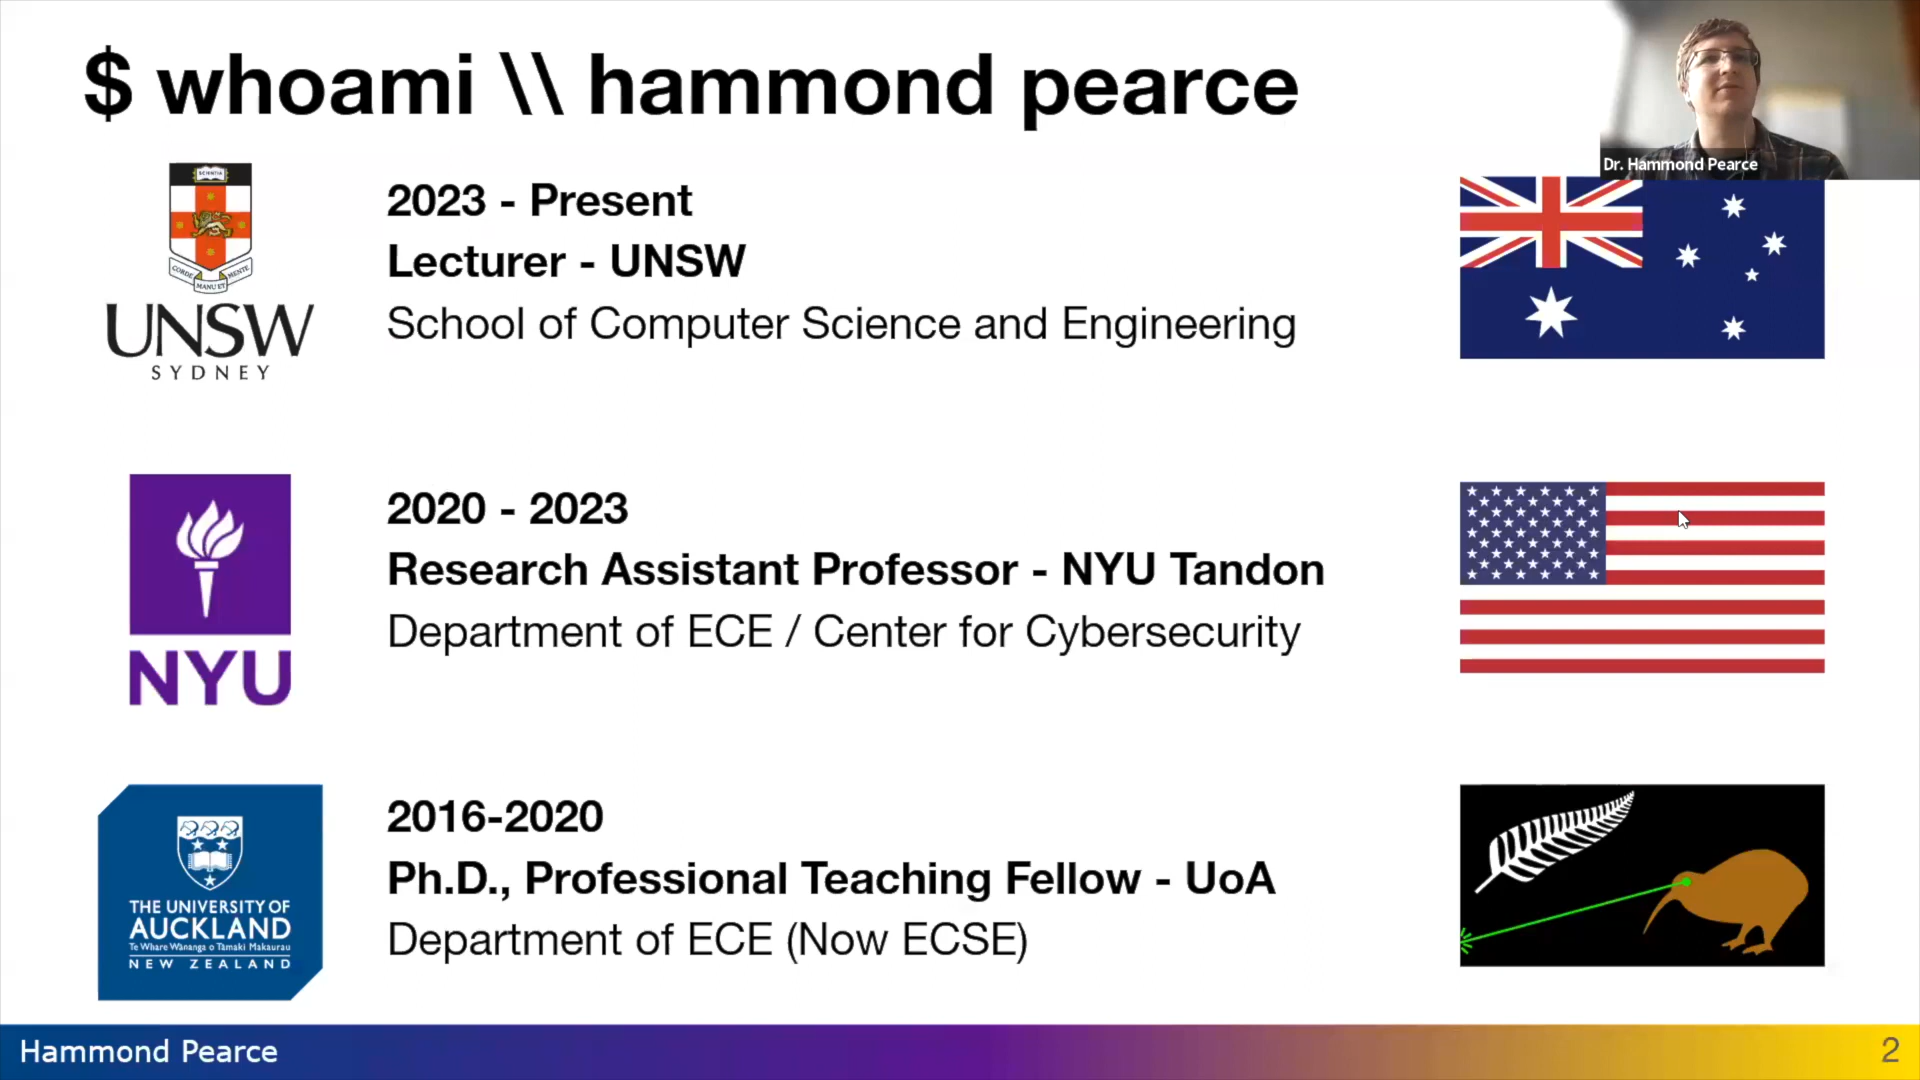 $ whoami \\ hammond pearce
Dr. Hammond Pearce
SCIENTIA
CORDE
MENTE
MANU ET
UNSW
SYDNEY
2023 - Present
Lecturer - UNSW
School of Computer Science and Engineering
NYU
2020 - 2023
Research Assistant Professor - NYU Tandon
Department of ECE / Center for Cybersecurity
THE UNIVERSITY OF
AUCKLAND
Te Whare Wānanga o Tāmaki Makaurau
NEW ZEALAND
2016-2020
Ph.D., Professional Teaching Fellow - UoA
Department of ECE (Now ECSE)
Hammond Pearce
2